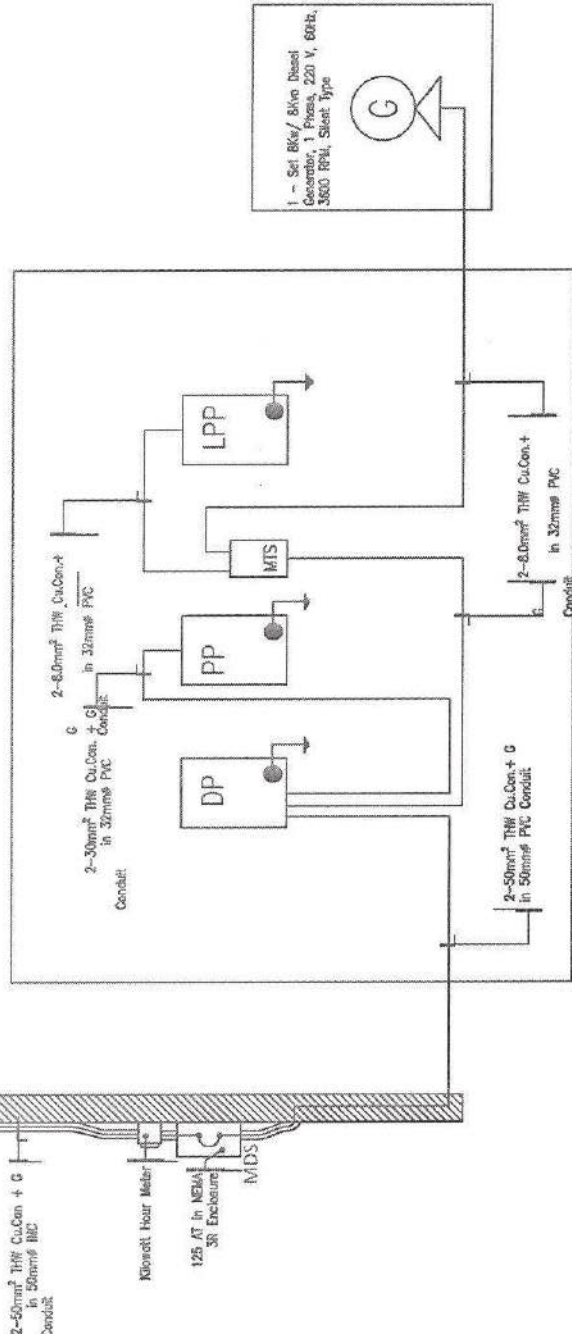 1 - Set 8Kw/ 8Kva Diesel
Generator, 1 Phase, 220 V, 60Hz,
3600 RPM, Silent Type
G
LPP
MTS
PP
DP
2-8.0mm² THW Cu.Con.+
in 32mmø PVC
G
Conduit
2-30mm² THW Cu.Con. + G
in 32mmø PVC
Conduit
2-8.0mm² THW Cu.Con.+
in 32mmø PVC
G
Conduit
2-50mm² THW Cu.Con.+ G
in 50mmø PVC Conduit
2-50mm² THW Cu.Con + G
in 50mmø IMC
Conduit
Kilowatt Hour Meter
125 AT in NEMA
3R Enclosure
MDS